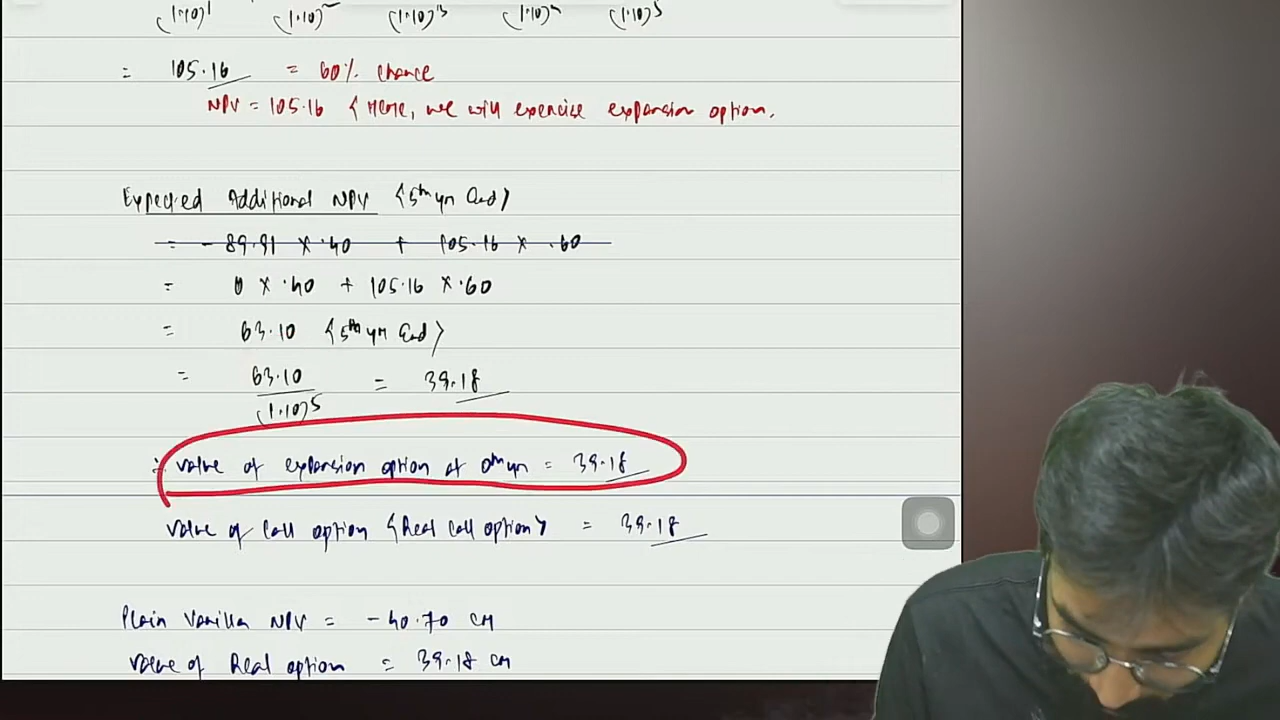 (1.10)¹ (1.10)² (1.10)³ (1.10)⁴ (1.10)⁵
= 105.16 = 60% chance
NPV = 105.16 { Here, we will exercise expansion option.
Expected Additional NPV {5th yr End}
= - 89.91 × .40 + 105.16 × .60
= 0 × .40 + 105.16 × .60
= 63.10 {5th yr End}
= 63.10 / (1.10)5 = 39.18
∴ Value of expansion option at 0th yr = 39.18
Value of Call option {Real Call option} = 39.18
Plain Vanilla NPV = - 40.70 CM
Value of Real option = 39.18 CM